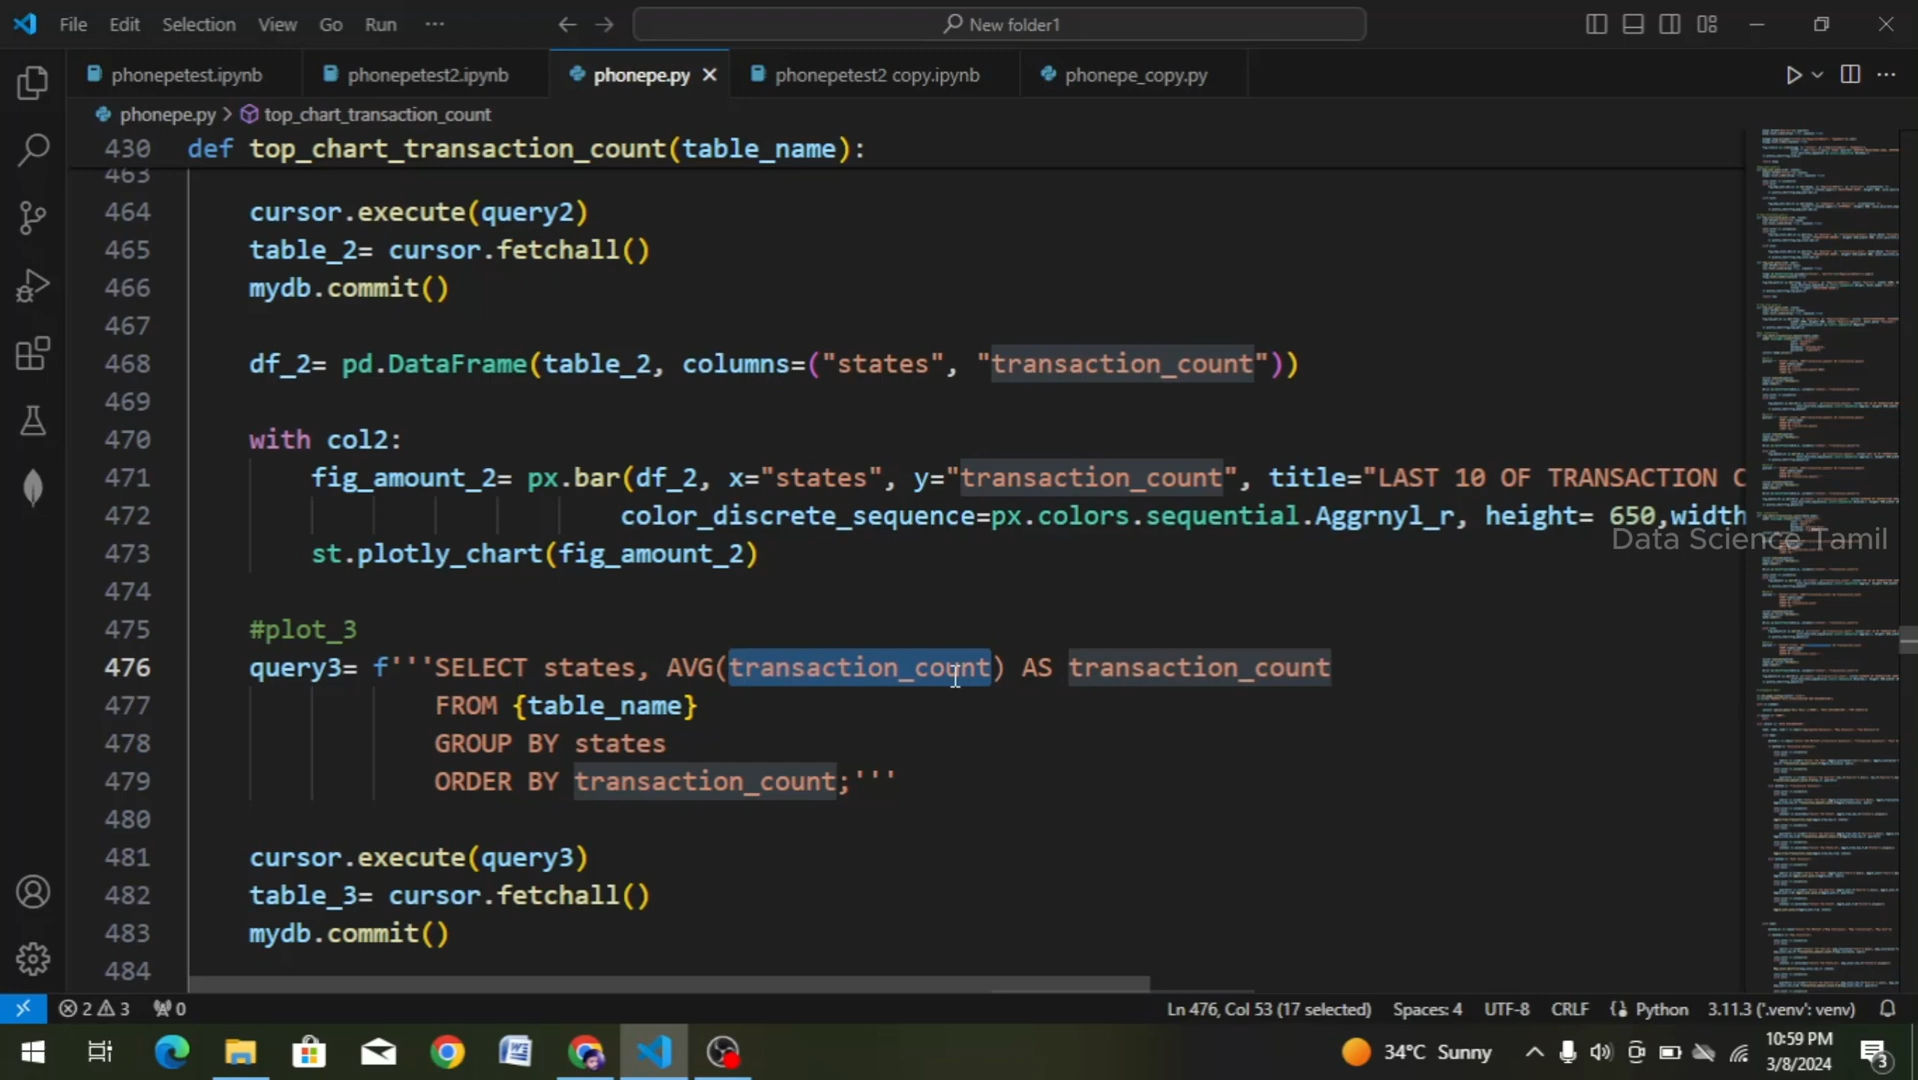 File Edit Selection View Go Run ··· New folder1
phonepetest.ipynb phonepetest2.ipynb phonepe.py phonepetest2 copy.ipynb phonepe_copy.py
phonepe.py > top_chart_transaction_count
430 def top_chart_transaction_count(table_name):
463
464 cursor.execute(query2)
465 table_2= cursor.fetchall()
466 mydb.commit()
467
468 df_2= pd.DataFrame(table_2, columns=("states", "transaction_count"))
469
470 with col2:
471 fig_amount_2= px.bar(df_2, x="states", y="transaction_count", title="LAST 10 OF TRANSACTION C
472 color_discrete_sequence=px.colors.sequential.Aggrnyl_r, height= 650,width
Data Science Tamil
473 st.plotly_chart(fig_amount_2)
474
475 #plot_3
476 query3= f'''SELECT states, AVG(transaction_count) AS transaction_count
477 FROM {table_name}
478 GROUP BY states
479 ORDER BY transaction_count;'''
480
481 cursor.execute(query3)
482 table_3= cursor.fetchall()
483 mydb.commit()
484
2 3 0 Ln 476, Col 53 (17 selected) Spaces: 4 UTF-8 CRLF Python 3.11.3 ('.venv': venv)
34°C Sunny 10:59 PM
3/8/2024 3